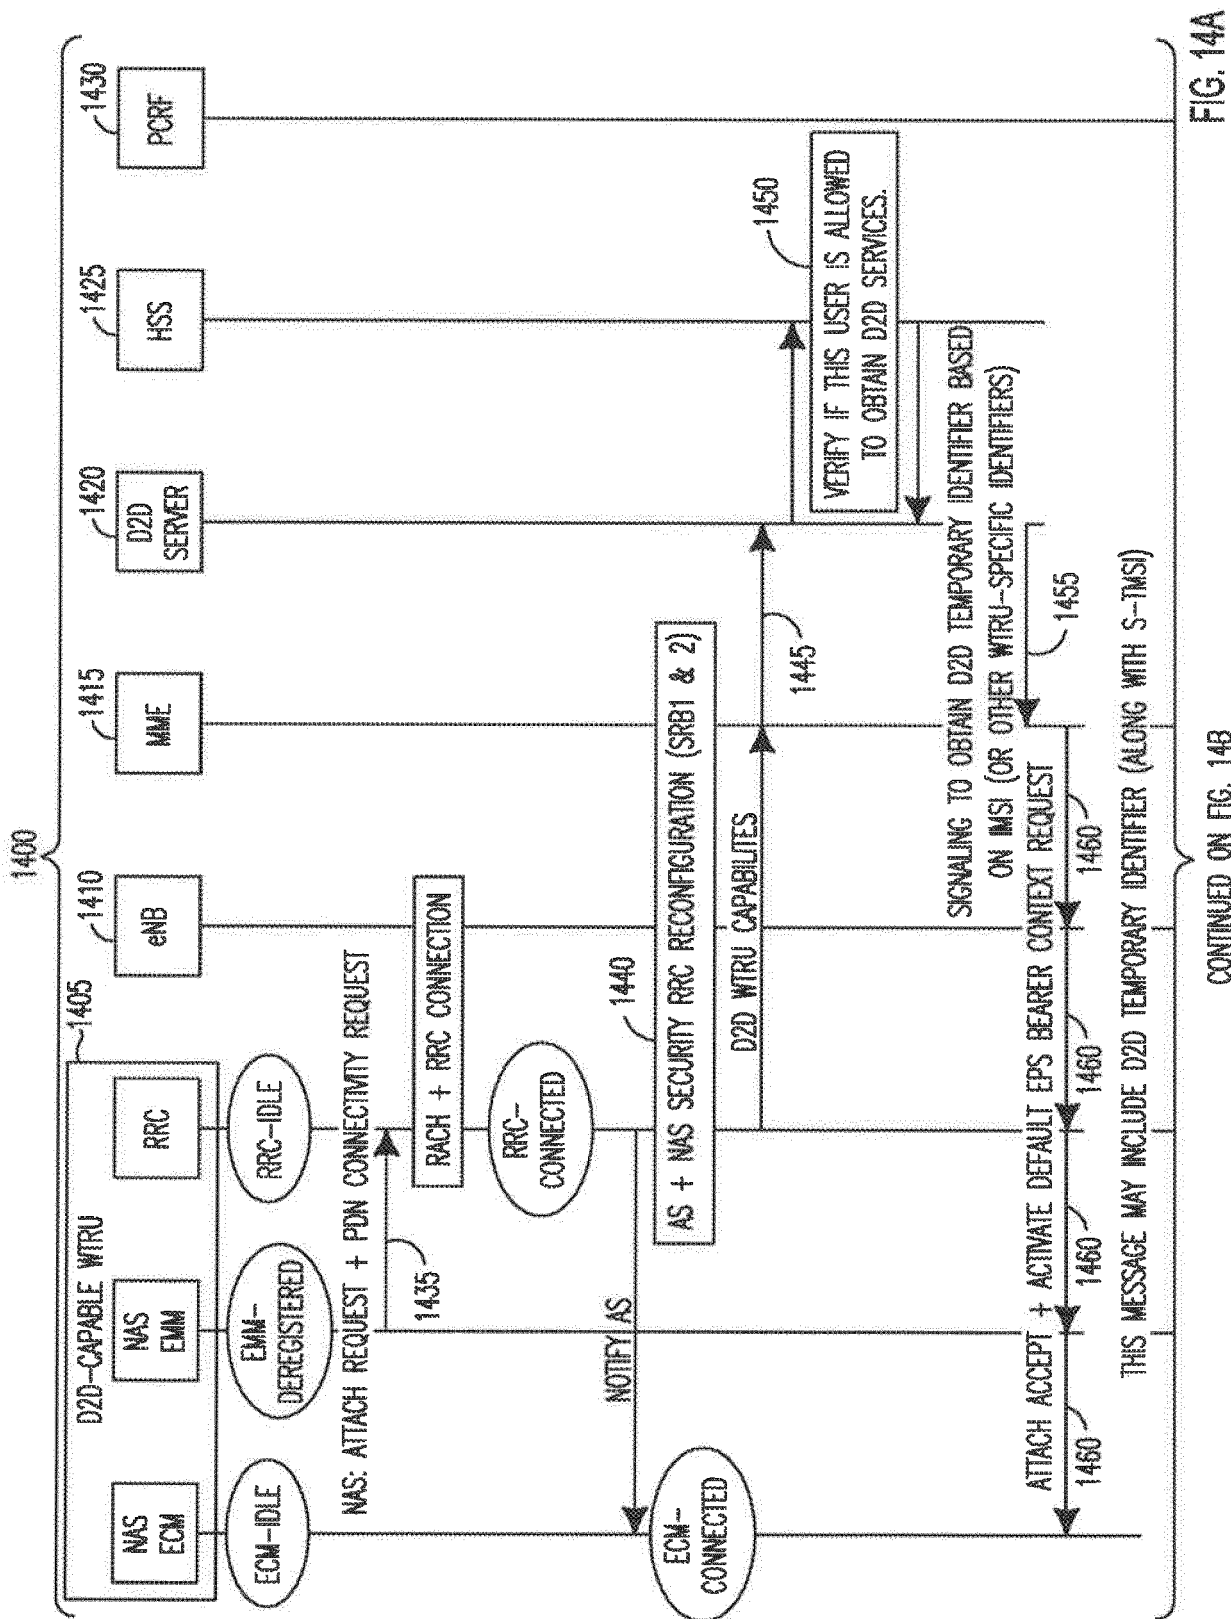 1400
1405
D2D-CAPABLE WTRU
NAS
ECM
NAS
EMM
RRC
1410
eNB
1415
MME
1420
D2D
SERVER
1425
HSS
1430
PCRF
ECM-IDLE
EMM-
DEREGISTERED
RRC-IDLE
NAS: ATTACH REQUEST + PDN CONNECTIVITY REQUEST
1435
RACH + RRC CONNECTION
RRC-
CONNECTED
NOTIFY AS
ECM-
CONNECTED
1440
AS + NAS SECURITY RRC RECONFIGURATION (SRB1 & 2)
D2D WTRU CAPABILITES
1445
1450
VERIFY IF THIS USER IS ALLOWED
TO OBTAIN D2D SERVICES.
SIGNALING TO OBTAIN D2D TEMPORARY IDENTIFIER BASED
ON IMSI (OR OTHER WTRU-SPECIFIC IDENTIFIERS)
1455
ATTACH ACCEPT + ACTIVATE DEFAULT EPS BEARER CONTEXT REQUEST
1460
1460
1460
1460
THIS MESSAGE MAY INCLUDE D2D TEMPORARY IDENTIFIER (ALONG WITH S-TMSI)
CONTINUED ON FIG. 14B
FIG. 14A